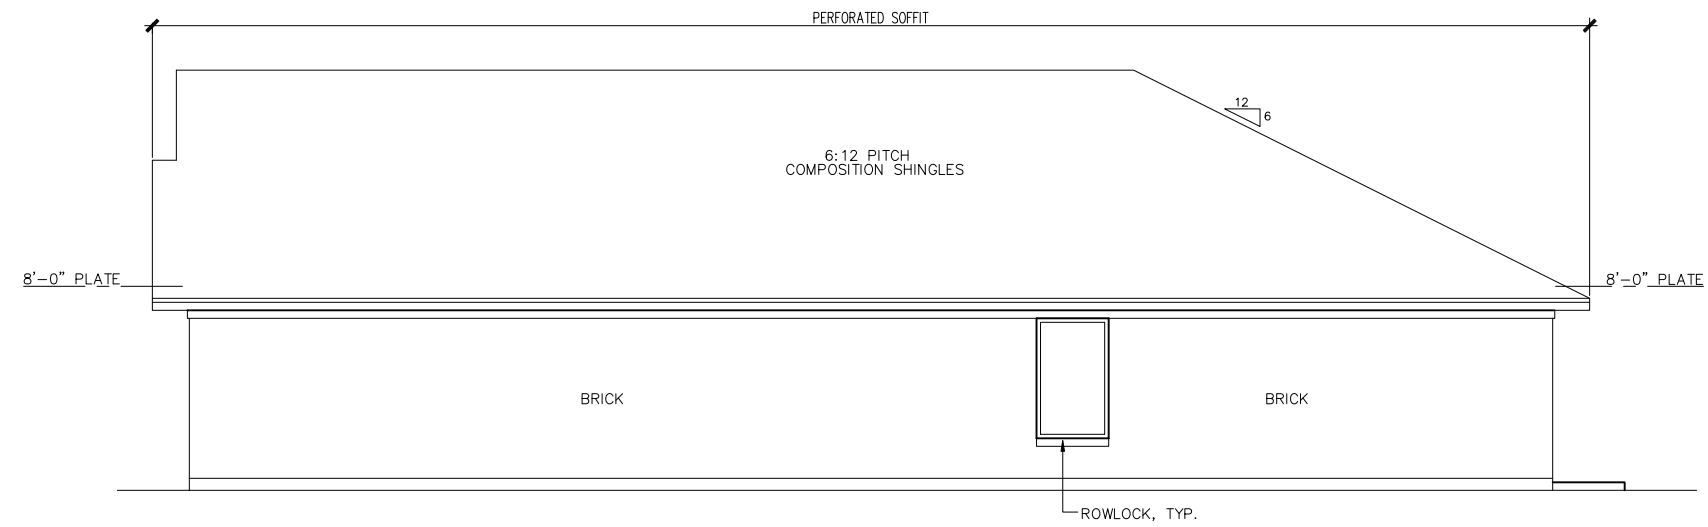 PERFORATED SOFFIT
12
6
6:12 PITCH
COMPOSITION SHINGLES
8'-0" PLATE
8'-0" PLATE
BRICK
BRICK
ROWLOCK, TYP.